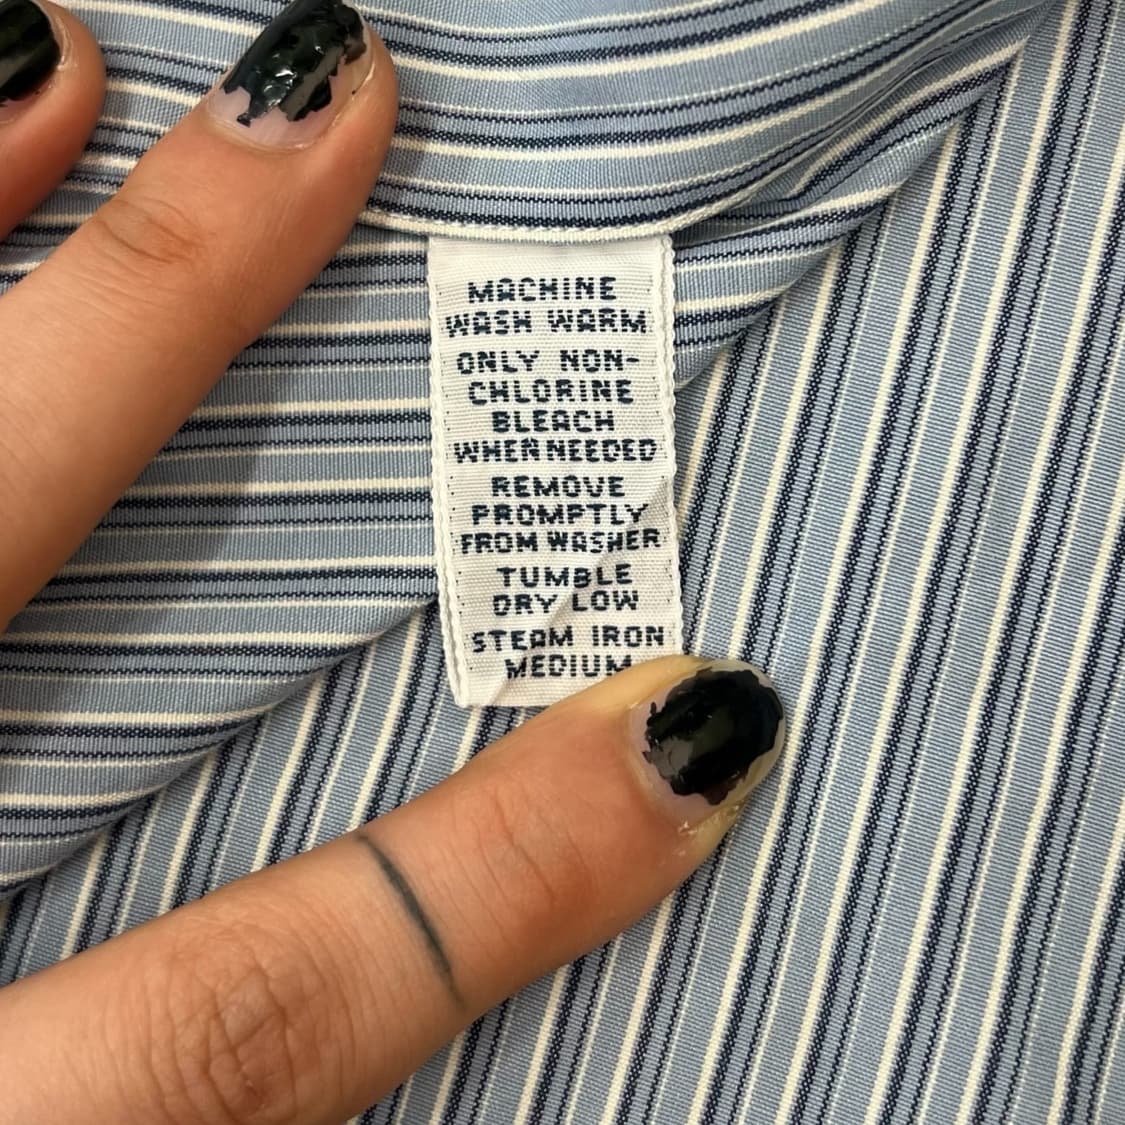 MACHINE
WASH WARM
ONLY NON-
CHLORINE
BLEACH
WHEN NEEDED
REMOVE
PROMPTLY
FROM WASHER
TUMBLE
DRY LOW
STEAM IRON
MEDIUM